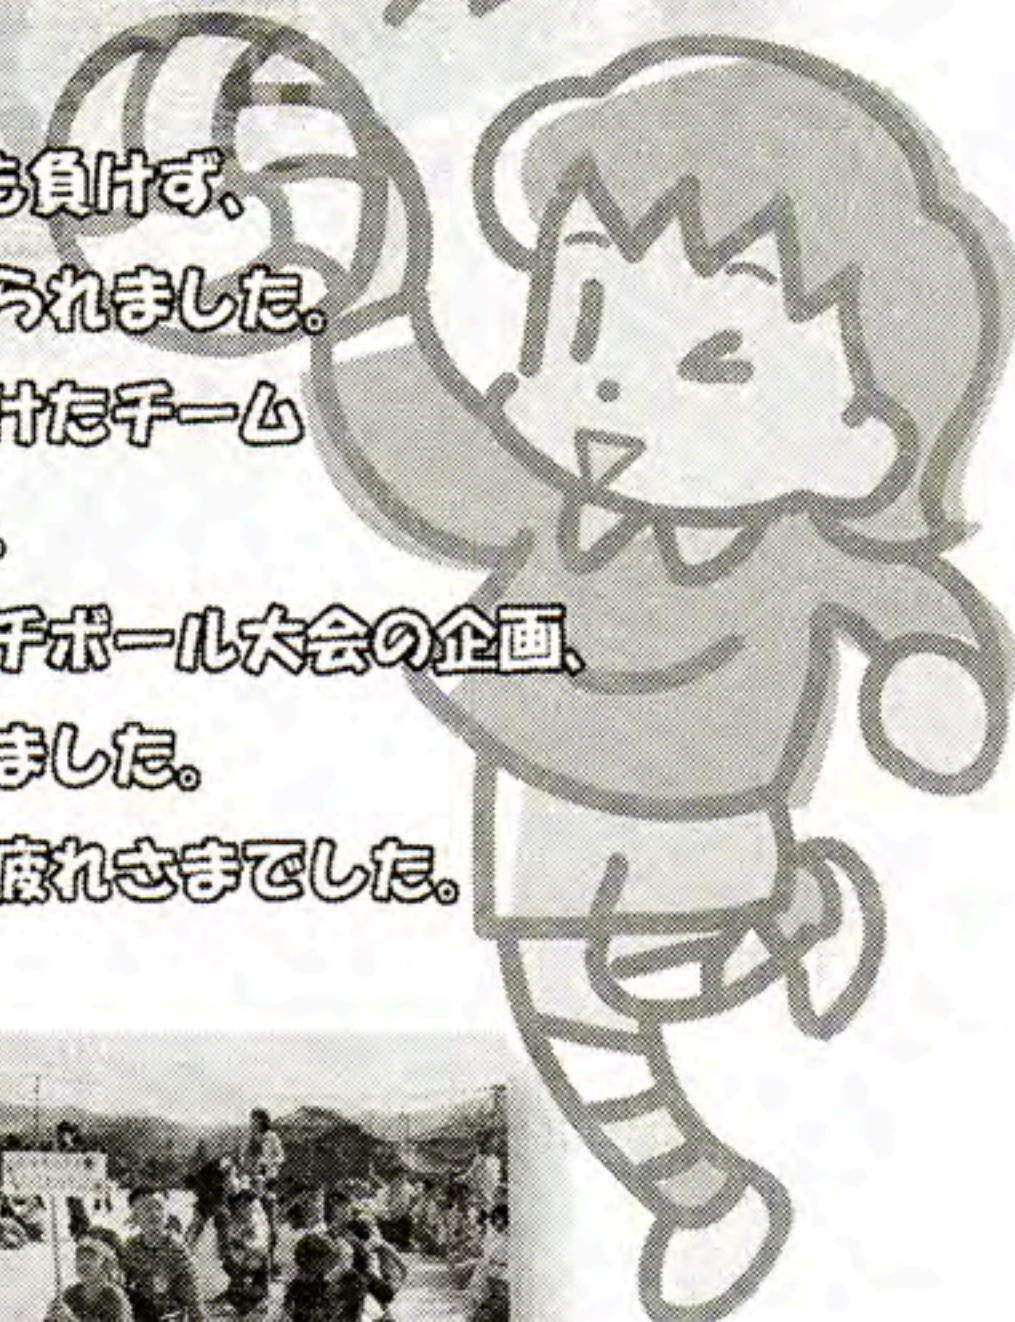 も負けず、
られました。
けたチーム
。
チボール大会の企画、
ました。
疲れさまでした。